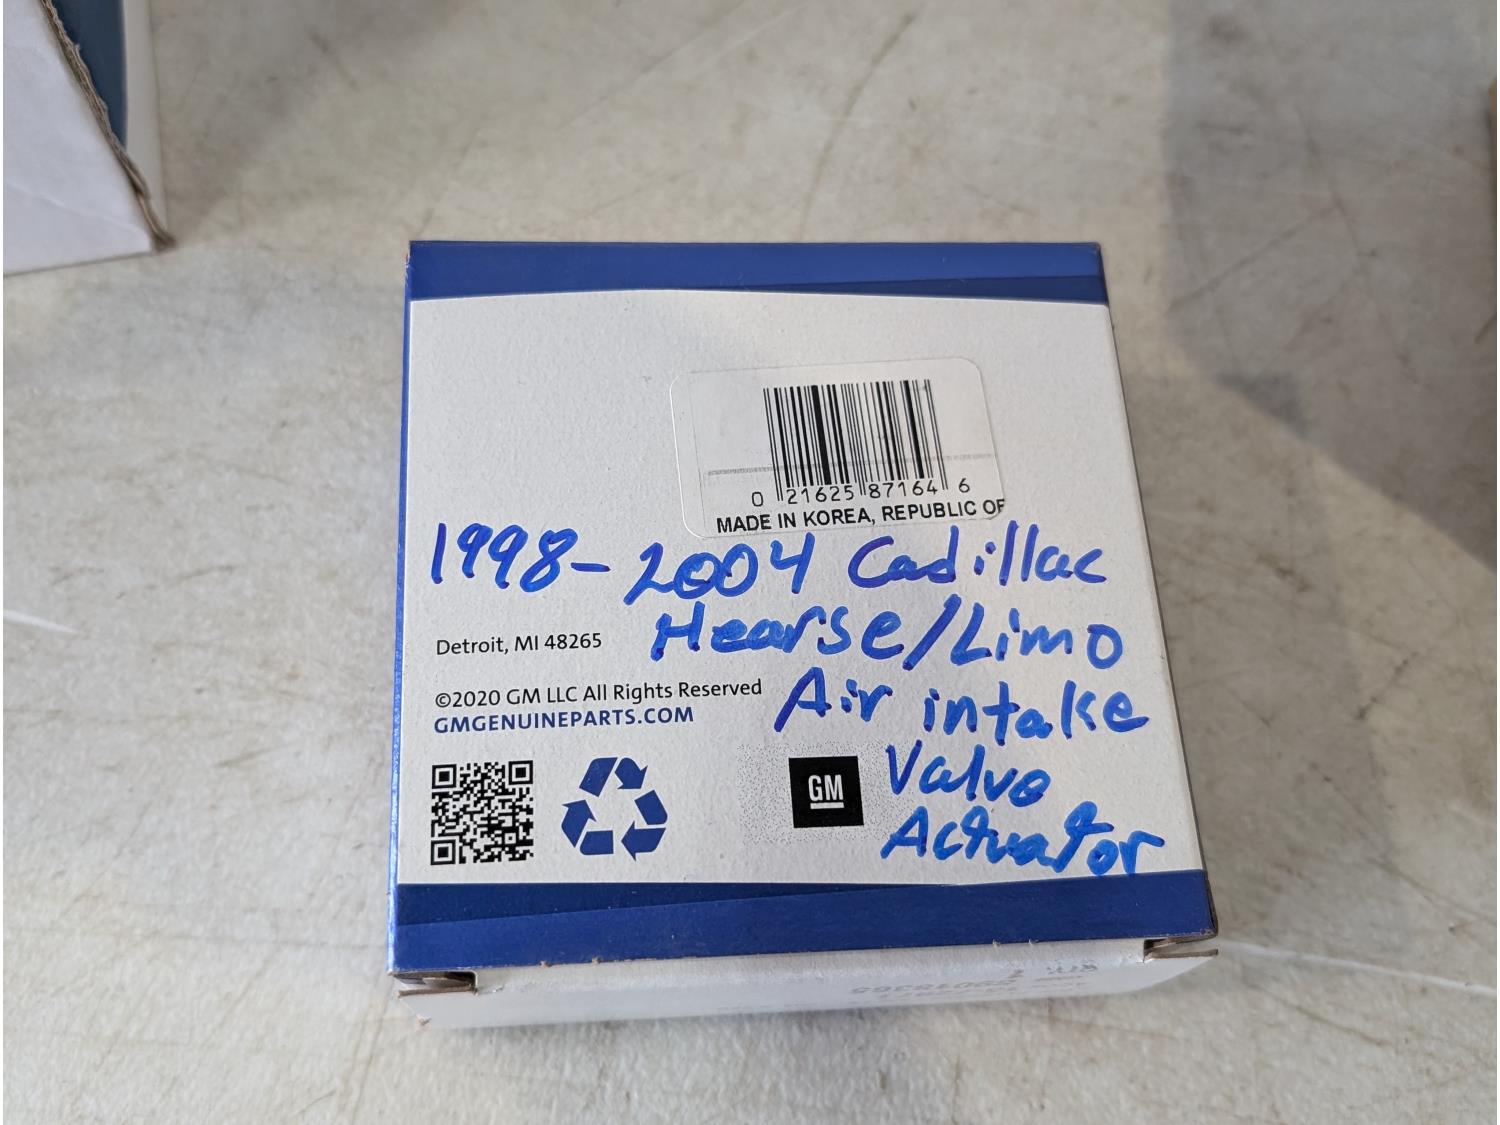 0 21625 87164 6
MADE IN KOREA, REPUBLIC OF
1998-2004 Cadillac
Hearse/Limo
Air intake
Valve
Actuator
Detroit, MI 48265
©2020 GM LLC All Rights Reserved
GMGENUINEPARTS.COM
GM